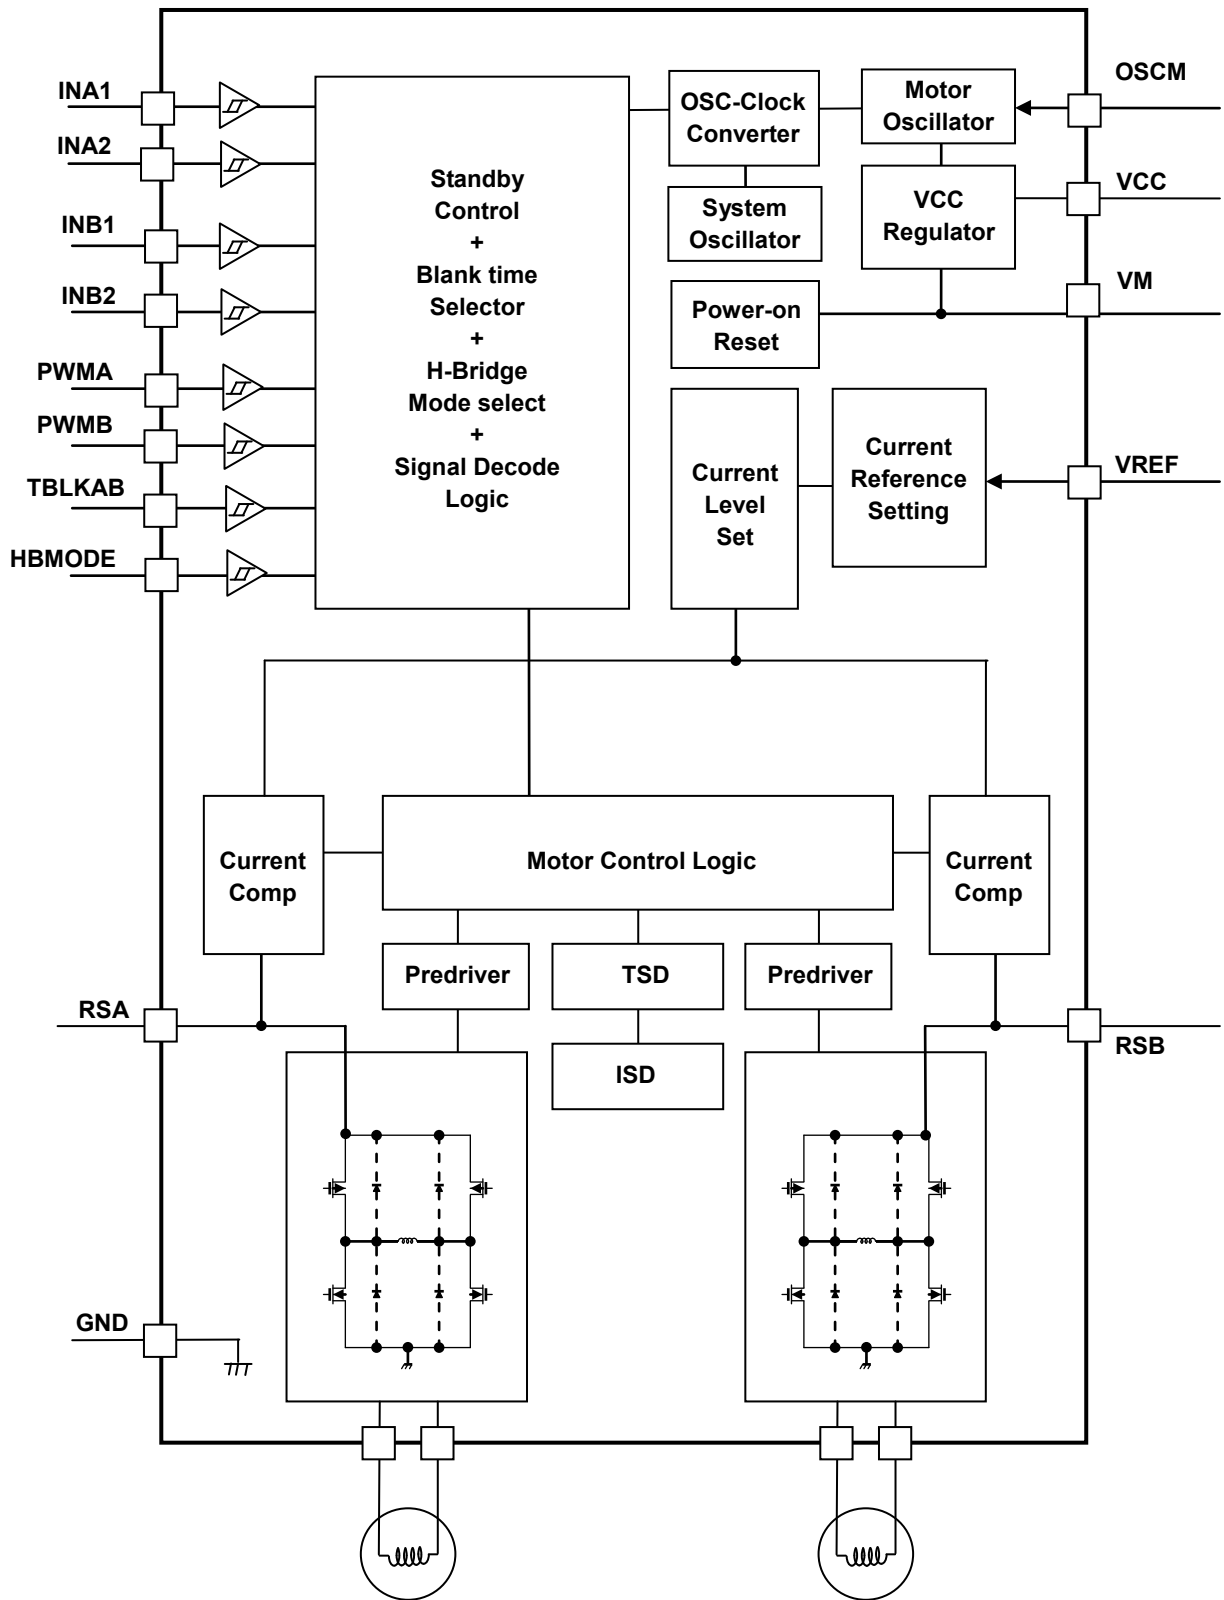 INA1
INA2
INB1
INB2
PWMA
PWMB
TBLKAB
HBMODE
Standby
Control
+
Blank time
Selector
+
H-Bridge
Mode select
+
Signal Decode
Logic
OSC-Clock
Converter
Motor
Oscillator
OSCM
System
Oscillator
VCC
Regulator
VCC
Power-on
Reset
VM
Current
Level
Set
Current
Reference
Setting
VREF
Current
Comp
Motor Control Logic
Current
Comp
Predriver
TSD
Predriver
RSA
ISD
RSB
GND